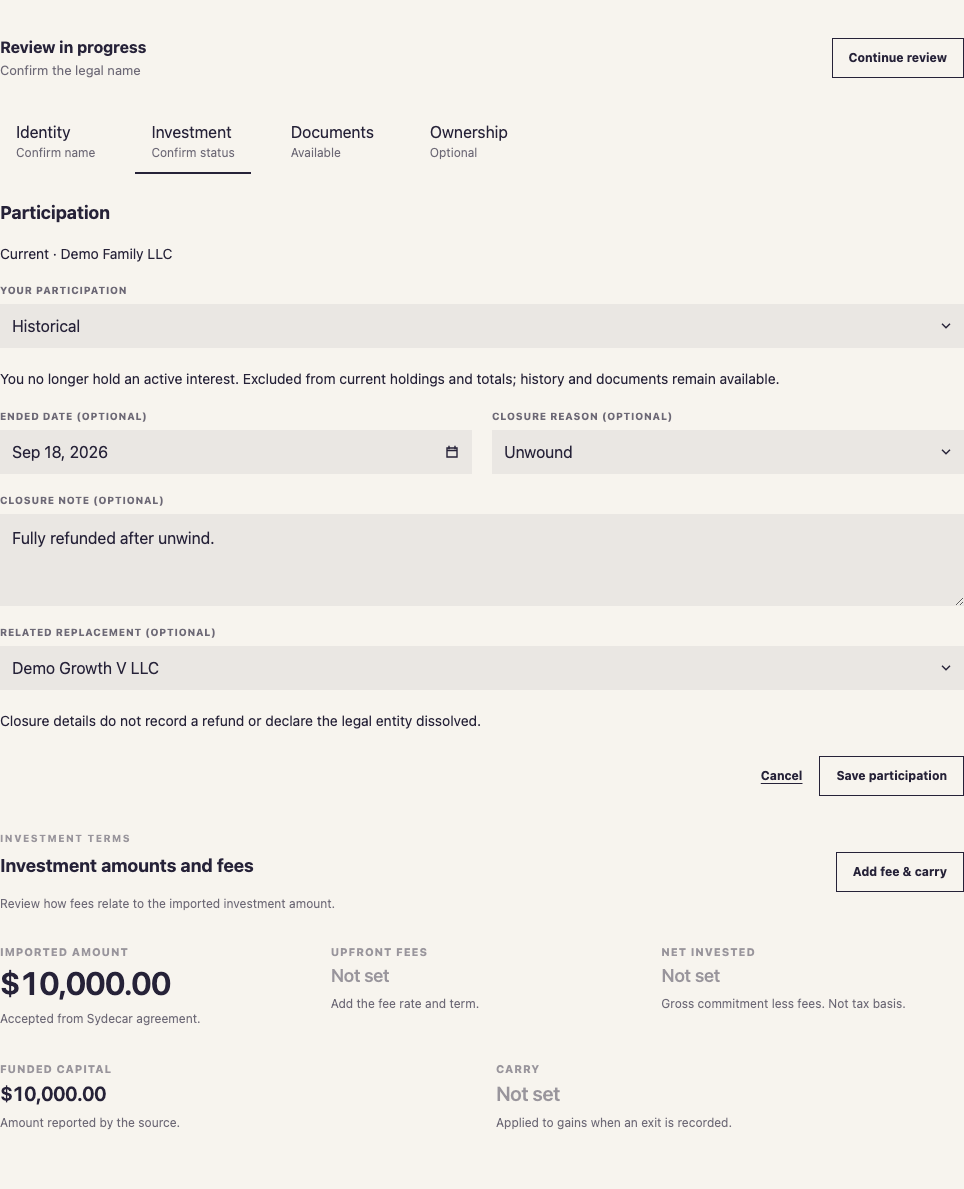 Review in progress
Confirm the legal name
Continue review
Identity
Confirm name
Investment
Confirm status
Documents
Available
Ownership
Optional
Participation
Current · Demo Family LLC
YOUR PARTICIPATION
Historical
You no longer hold an active interest. Excluded from current holdings and totals; history and documents remain available.
ENDED DATE (OPTIONAL)
Sep 18, 2026
CLOSURE REASON (OPTIONAL)
Unwound
CLOSURE NOTE (OPTIONAL)
Fully refunded after unwind.
RELATED REPLACEMENT (OPTIONAL)
Demo Growth V LLC
Closure details do not record a refund or declare the legal entity dissolved.
Cancel
Save participation
INVESTMENT TERMS
Investment amounts and fees
Add fee & carry
Review how fees relate to the imported investment amount.
IMPORTED AMOUNT
$10,000.00
Accepted from Sydecar agreement.
UPFRONT FEES
Not set
Add the fee rate and term.
NET INVESTED
Not set
Gross commitment less fees. Not tax basis.
FUNDED CAPITAL
$10,000.00
Amount reported by the source.
CARRY
Not set
Applied to gains when an exit is recorded.